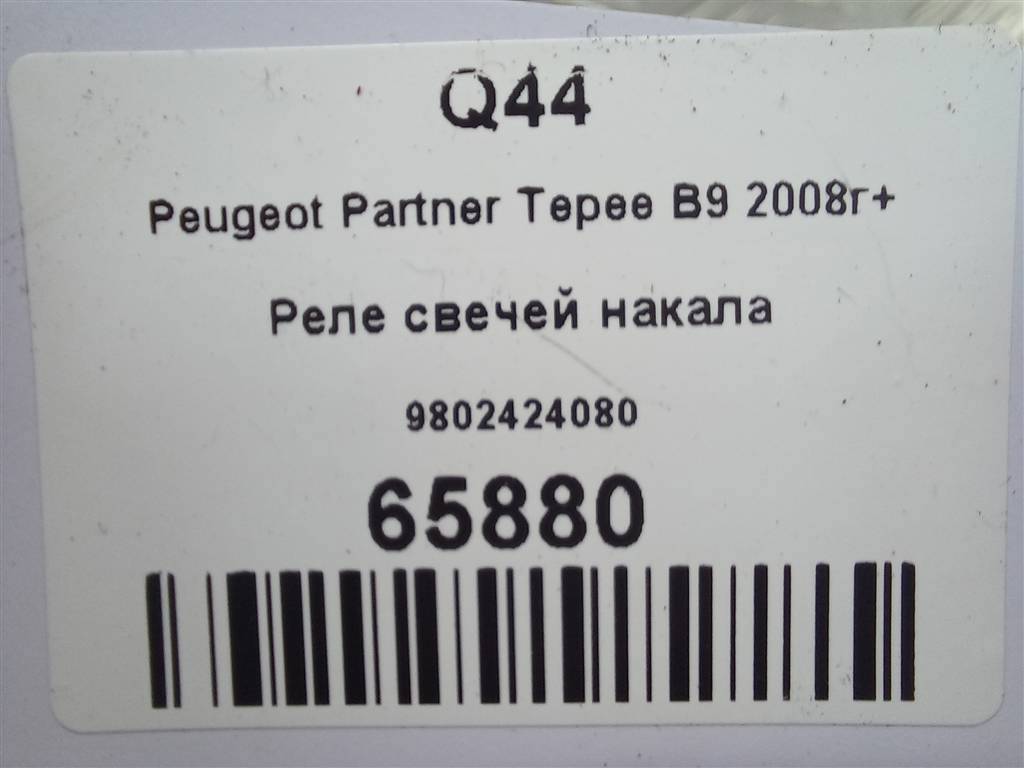 Q44
Peugeot Partner Tepee B9 2008г+
Реле свечей накала
9802424080
65880